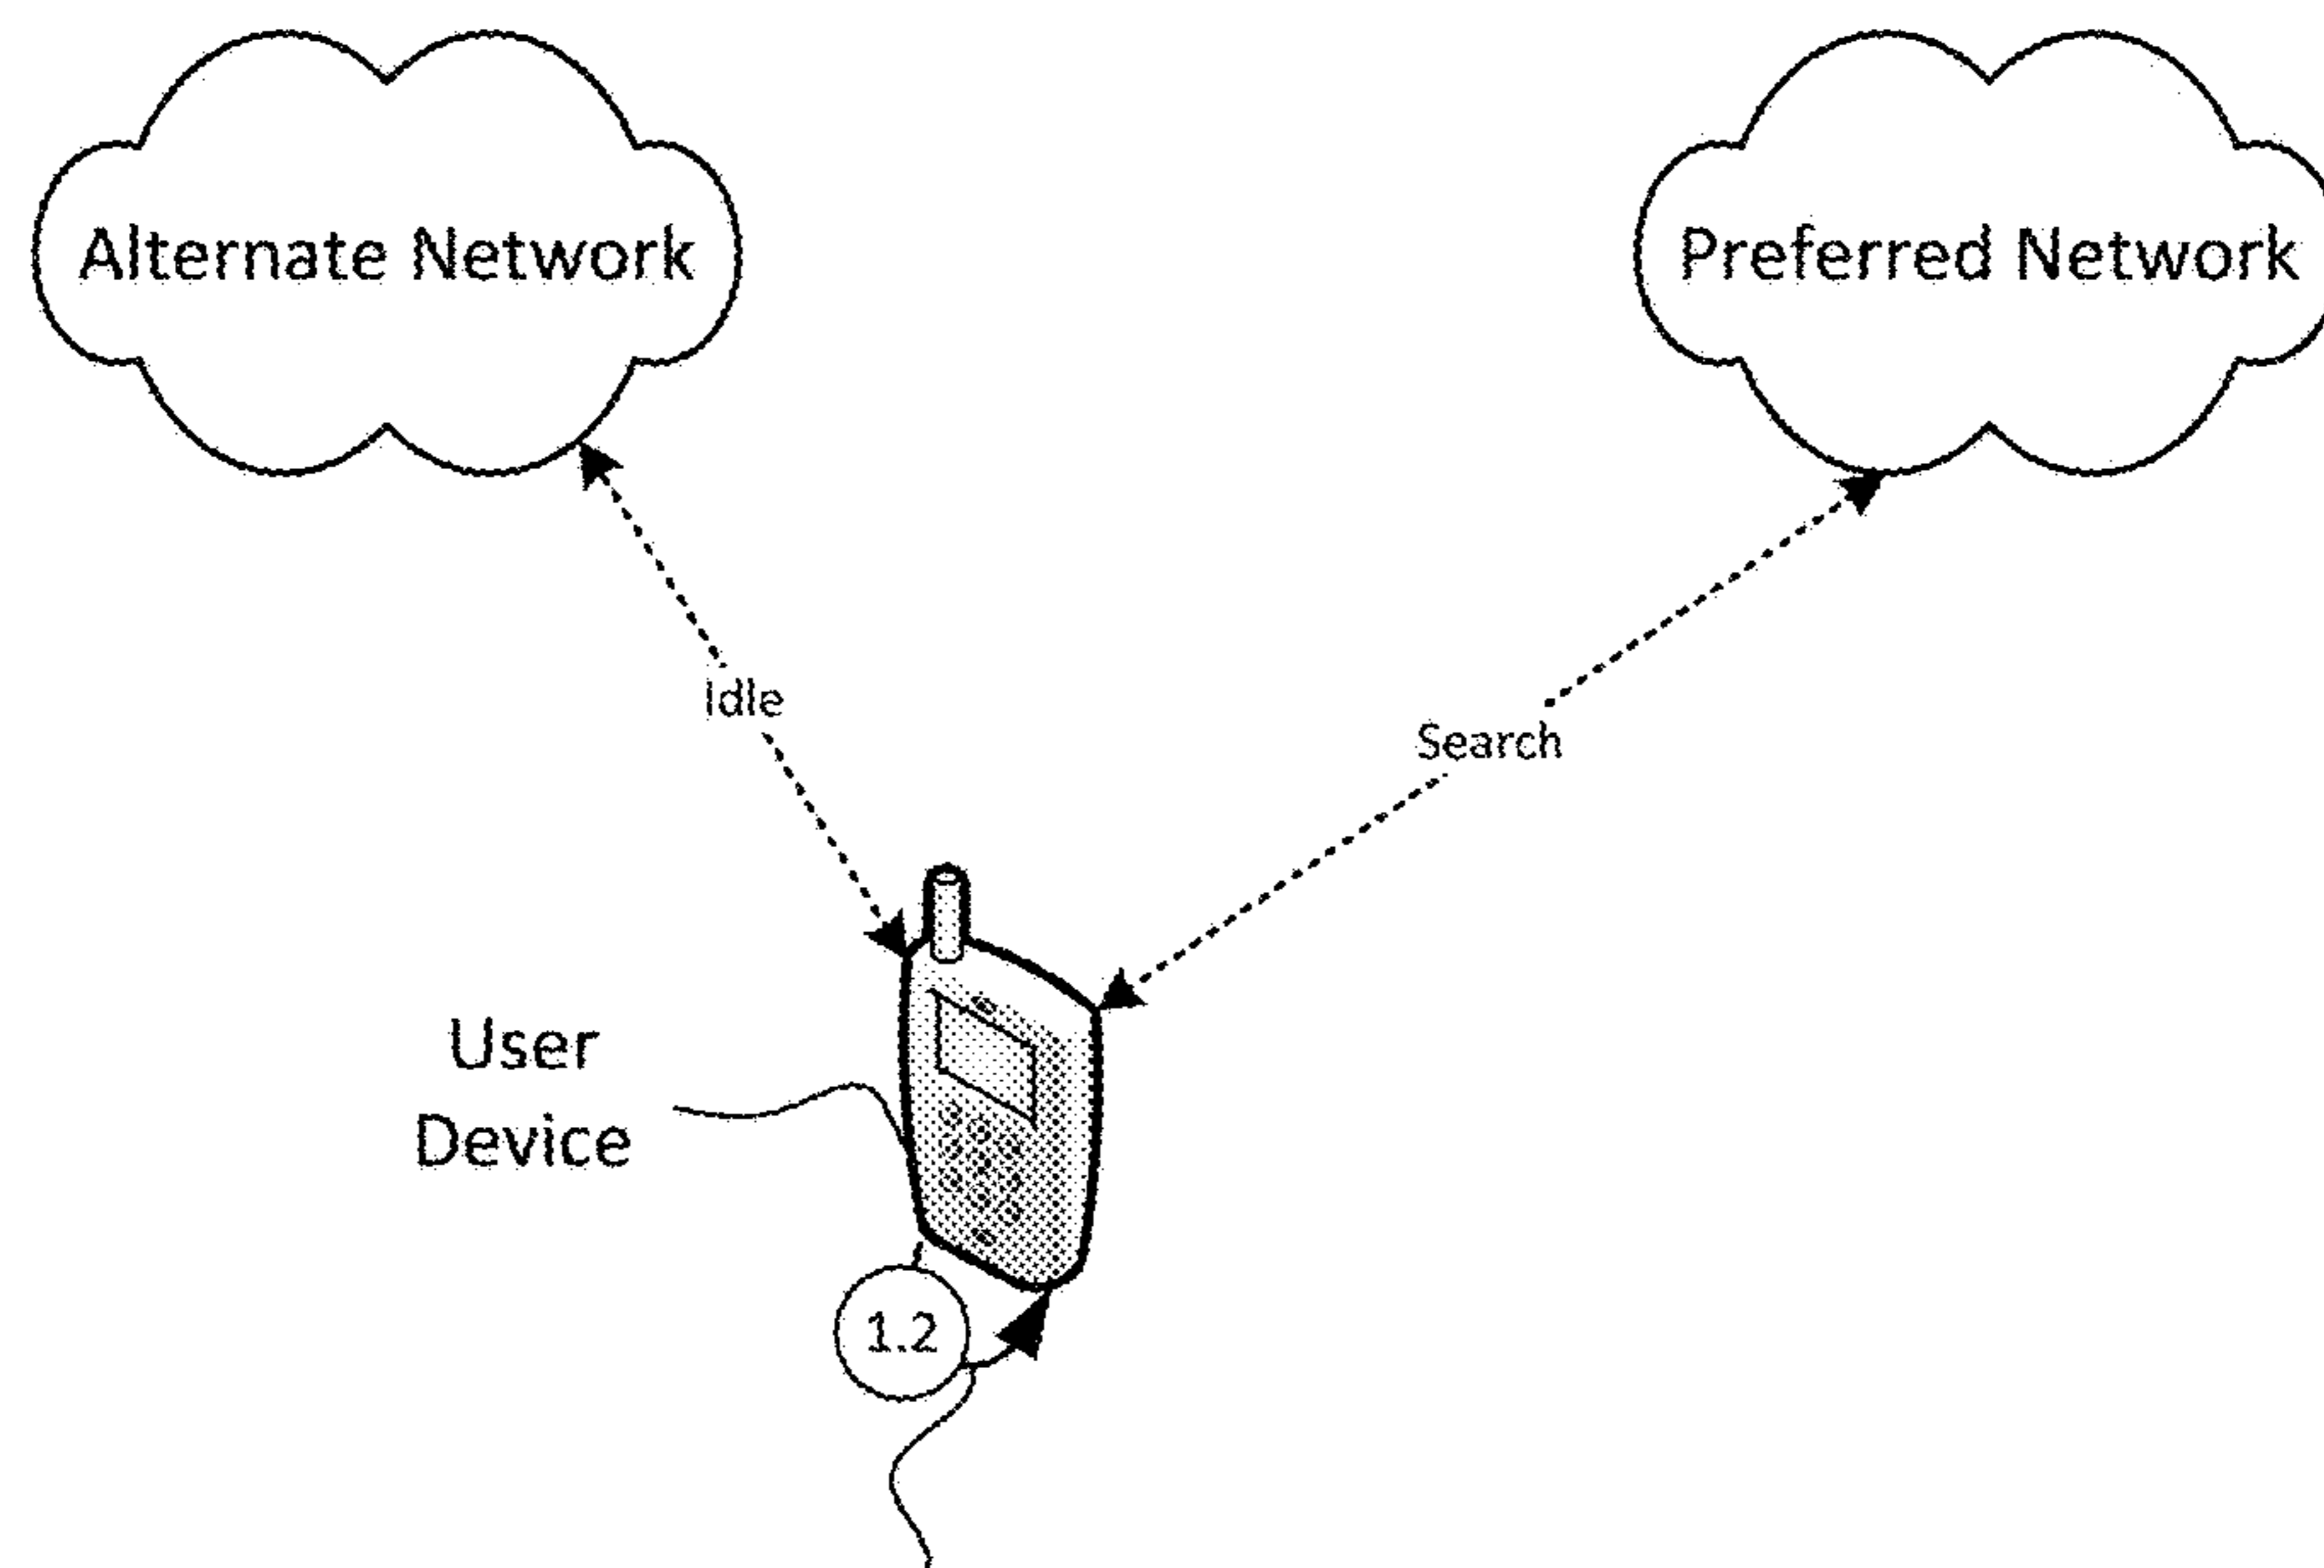 Alternate Network
Preferred Network
Idle
Search
User
Device
1.2